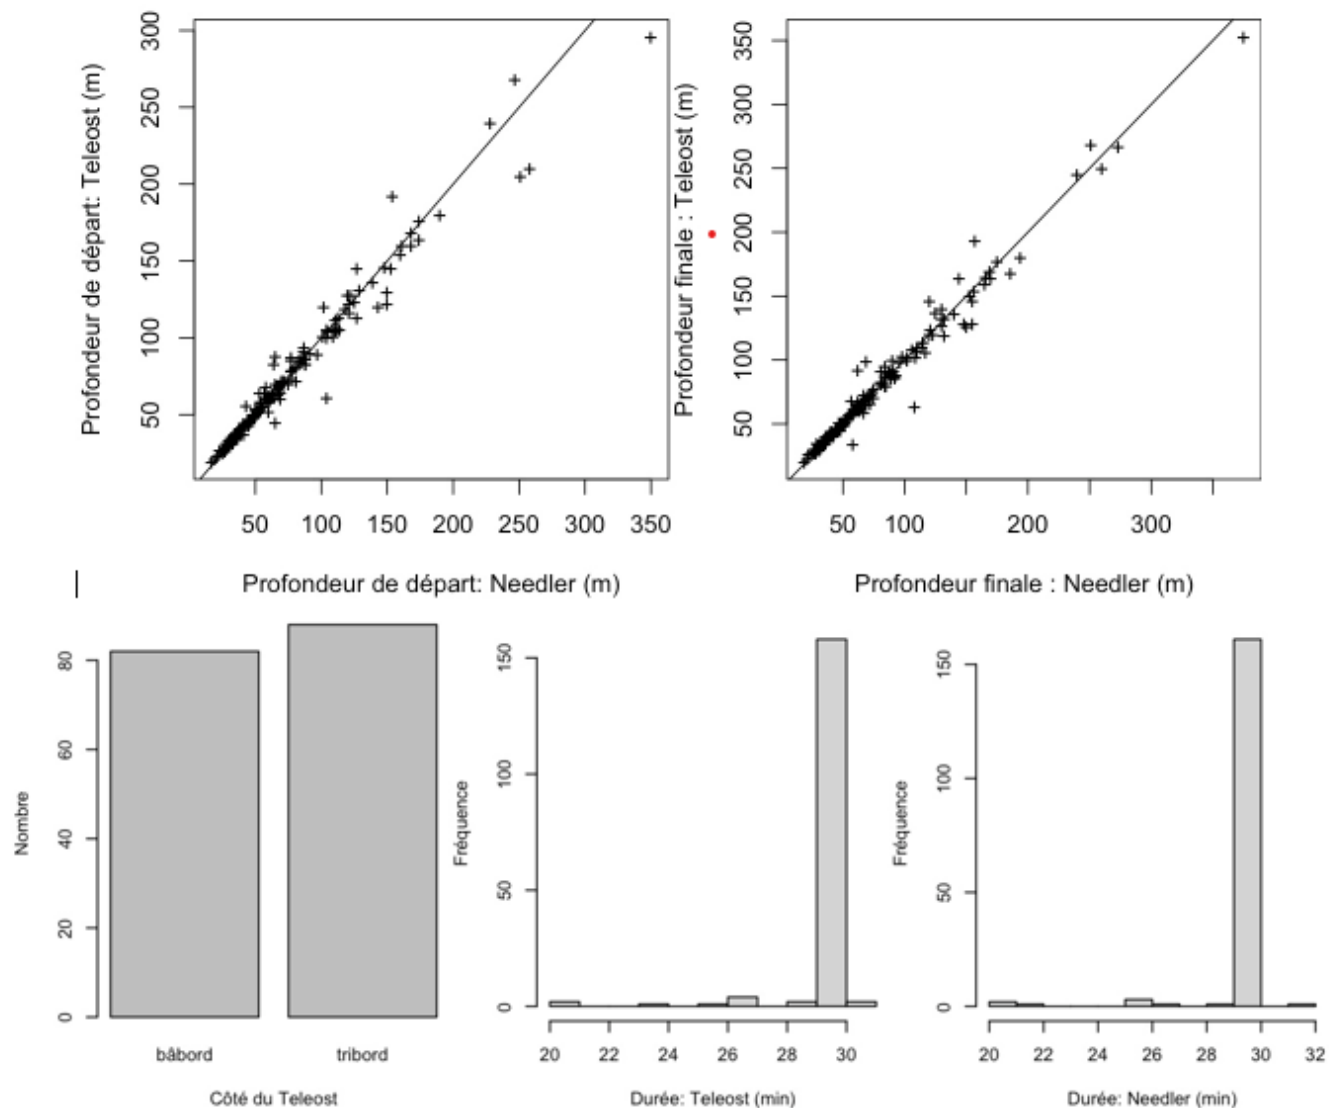 Profondeur de départ: Teleost (m)
300
250
200
150
100
50
50 100 150 200 250 300 350
Profondeur de départ: Needler (m)
Profondeur finale : Teleost (m)
350
300
250
200
150
100
50
50 100 200 300
Profondeur finale : Needler (m)
Nombre
80
60
40
20
0
bâbord tribord
Côté du Teleost
Fréquence
150
100
50
0
20 22 24 26 28 30
Durée: Teleost (min)
Fréquence
150
100
50
0
20 22 24 26 28 30 32
Durée: Needler (min)